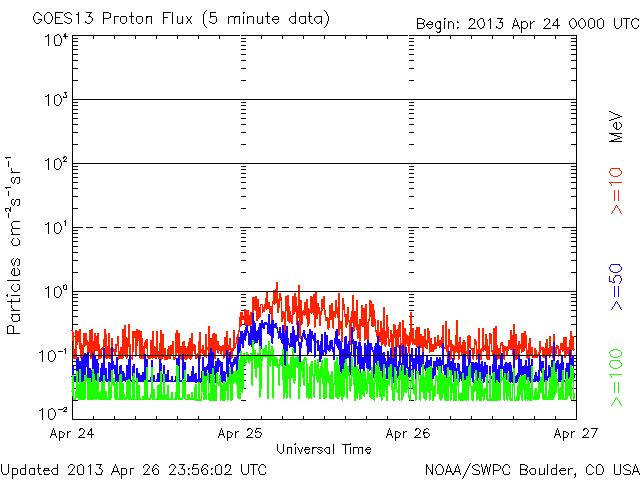 GOES13 Proton Flux (5 minute data)
Begin: 2013 Apr 24 0000 UTC
10⁴
10³
10²
10¹
10⁰
10⁻¹
10⁻²
Particles cm⁻²s⁻¹sr⁻¹
MeV
>=10
>=50
>=100
Apr 24
Apr 25
Apr 26
Apr 27
Universal Time
Updated 2013 Apr 26 23:56:02 UTC
NOAA/SWPC Boulder, CO USA